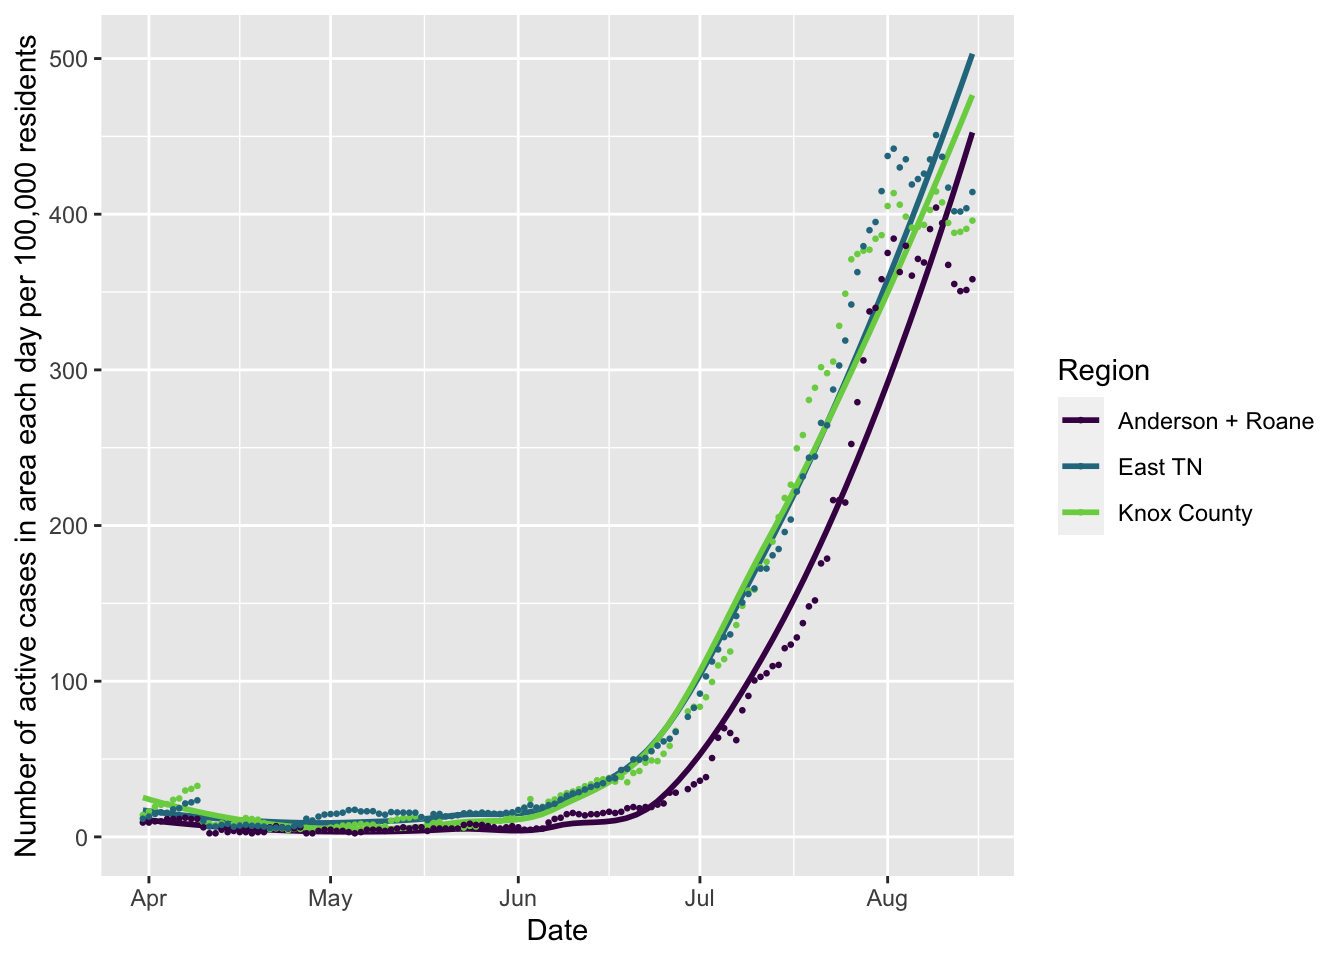 Number of active cases in area each day per 100,000 residents
500
400
300
200
100
0
Apr
May
Jun
Jul
Aug
Date
Region
Anderson + Roane
East TN
Knox County